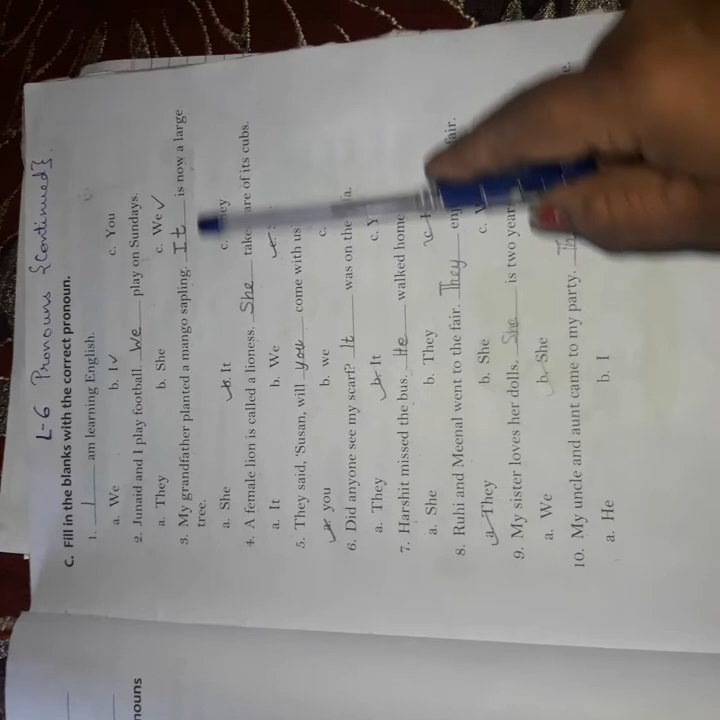 L-6 Pronouns {Continued}.
C. Fill in the blanks with the correct pronoun.
1. I am learning English.
a. We b. I ✓ c. You
2. Junaid and I play football. We play on Sundays.
a. They b. She c. We ✓
3. My grandfather planted a mango sapling. It is now a large
tree.
a. She b. It c.
4. A female lion is called a lioness. She take are of its cubs.
a. It b. We
5. They said, 'Susan, will you come with us
a. you b. we c.
6. Did anyone see my scarf? It was on the
a. They b. It c.
7. Harshit missed the bus. He walked home
a. She b. They
8. Ruhi and Meenal went to the fair. They fair.
a. They b. She c.
9. My sister loves her dolls. She is two year
a. We b. She
10. My uncle and aunt came to my party.
a. He b. I
nouns